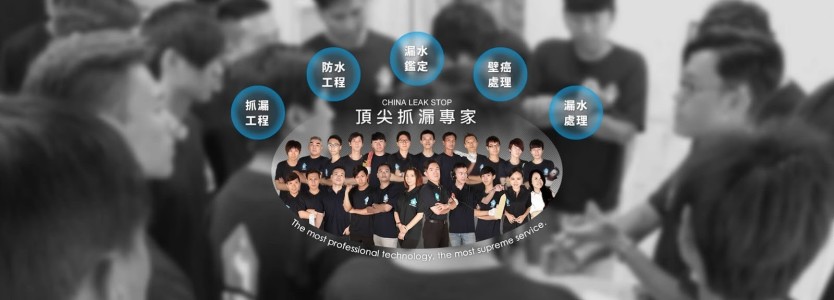 抓漏
工程
防水
工程
漏水
鑑定
壁癌
處理
漏水
處理
CHINA LEAK STOP
頂尖抓漏專家
The most professional technology, the most supreme service.